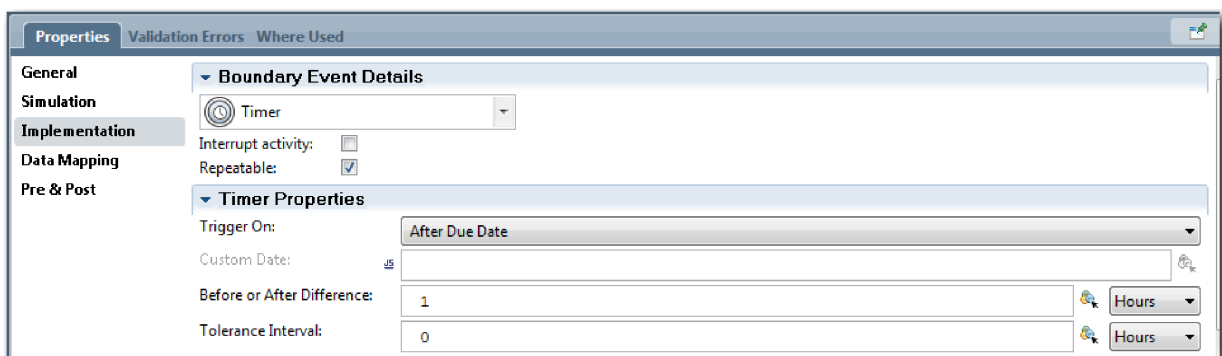 Properties Validation Errors Where Used
General
Simulation
Implementation
Data Mapping
Pre & Post
Boundary Event Details
Timer
Interrupt activity:
Repeatable:
Timer Properties
Trigger On: After Due Date
Custom Date: JS
Before or After Difference: 1 Hours
Tolerance Interval: 0 Hours